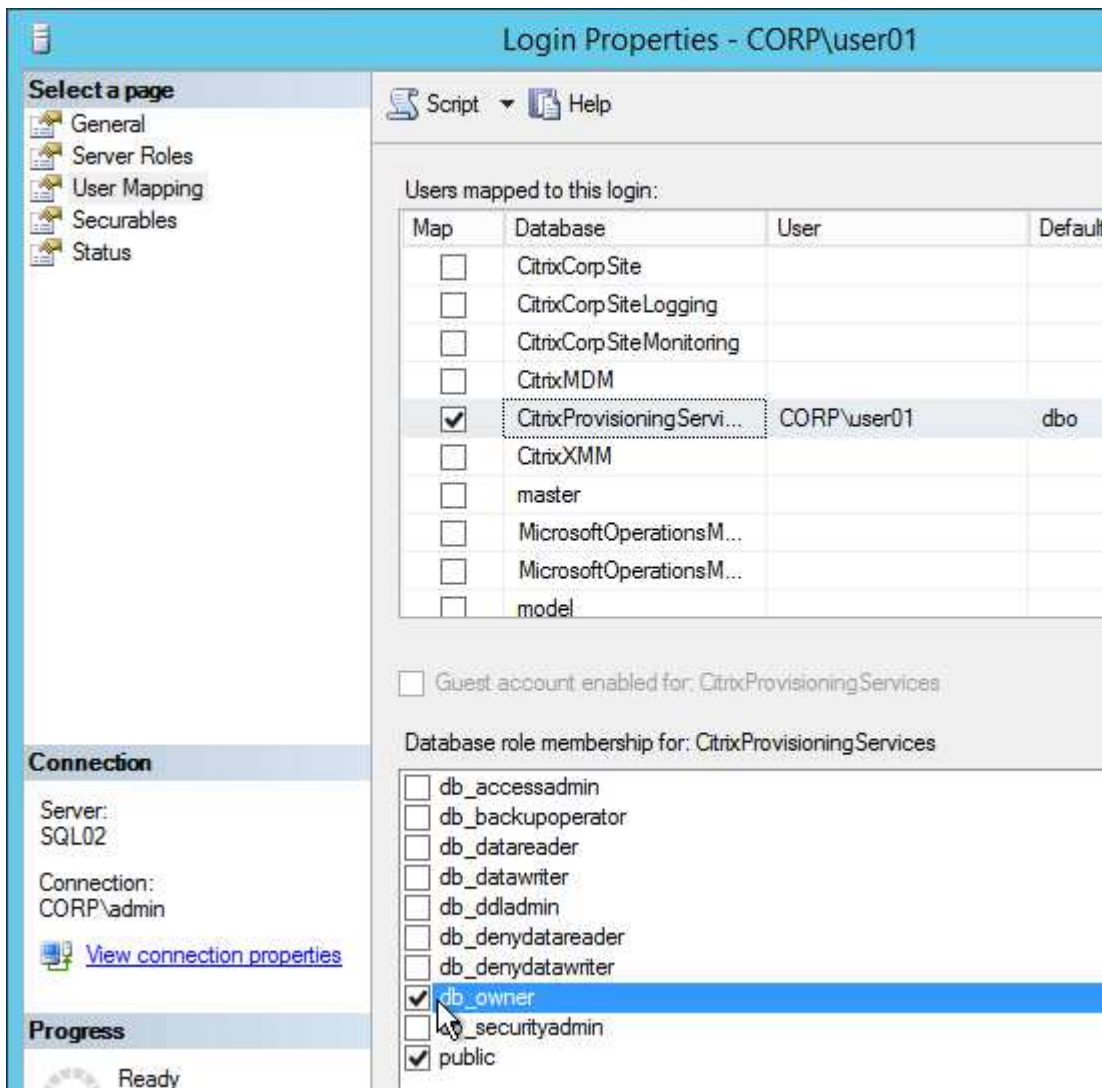 Login Properties - CORP\user01
Select a page
General
Server Roles
User Mapping
Securables
Status
Script Help
Users mapped to this login:
Map Database User Default
CitrixCorpSite
CitrixCorpSiteLogging
CitrixCorpSiteMonitoring
CitrixMDM
CitrixProvisioningServi... CORP\user01 dbo
CitrixXMM
master
MicrosoftOperationsM...
MicrosoftOperationsM...
model
Guest account enabled for: CitrixProvisioningServices
Database role membership for: CitrixProvisioningServices
db_accessadmin
db_backupoperator
db_datareader
db_datawriter
db_ddladmin
db_denydatareader
db_denydatawriter
db_owner
db_securityadmin
public
Connection
Server:
SQL02
Connection:
CORP\admin
View connection properties
Progress
Ready